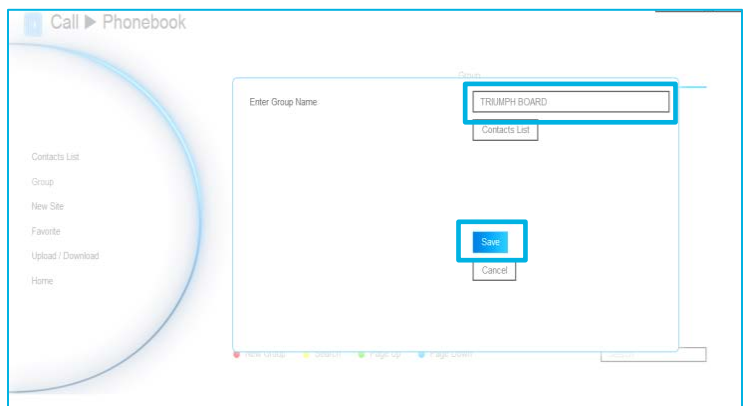 Call ▶ Phonebook
Group
Enter Group Name
TRIUMPH BOARD
Contacts List
Contacts List
Group
New Site
Favorite
Upload / Download
Home
Save
Cancel
New Group Search Page Up Page Down Search